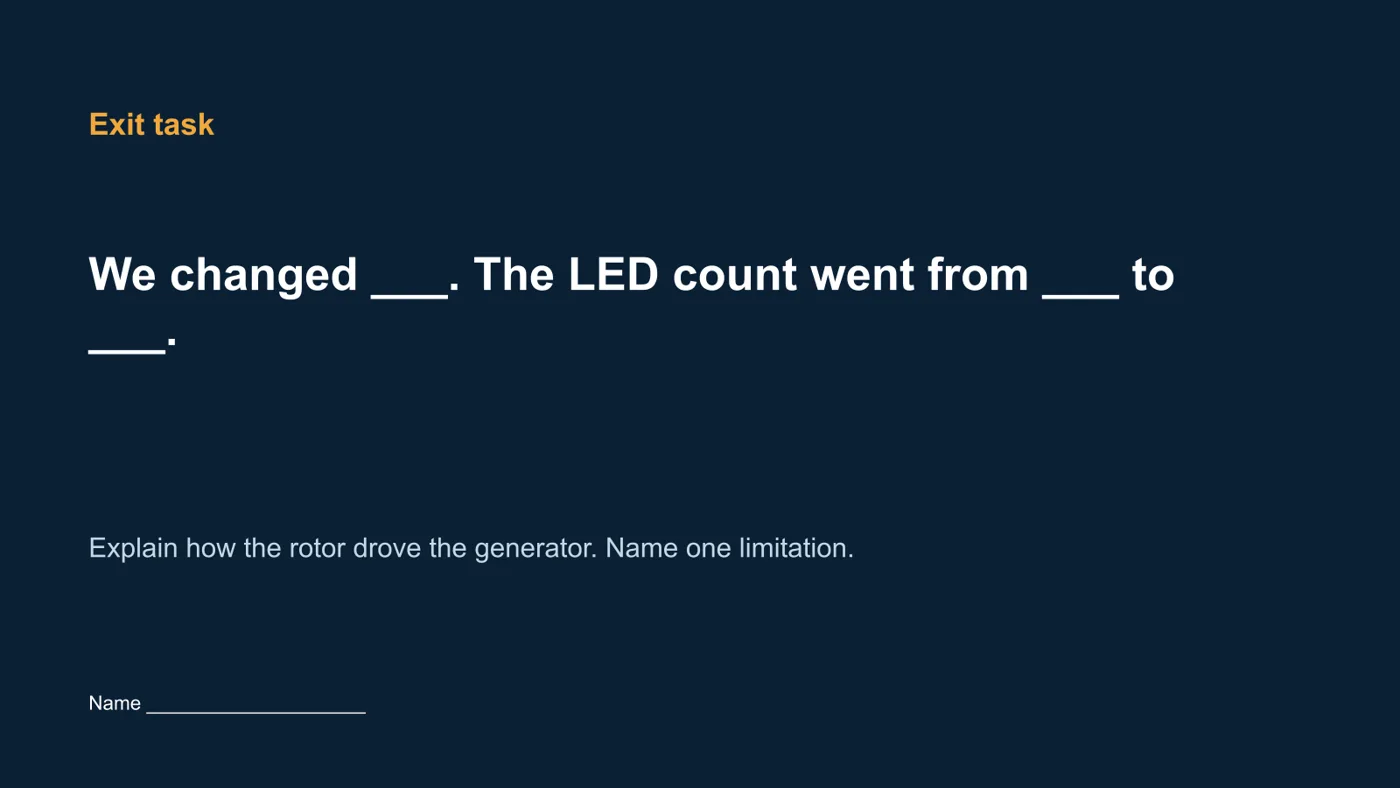 Exit task
We changed ___. The LED count went from ___ to
___.
Explain how the rotor drove the generator. Name one limitation.
Name ____________________